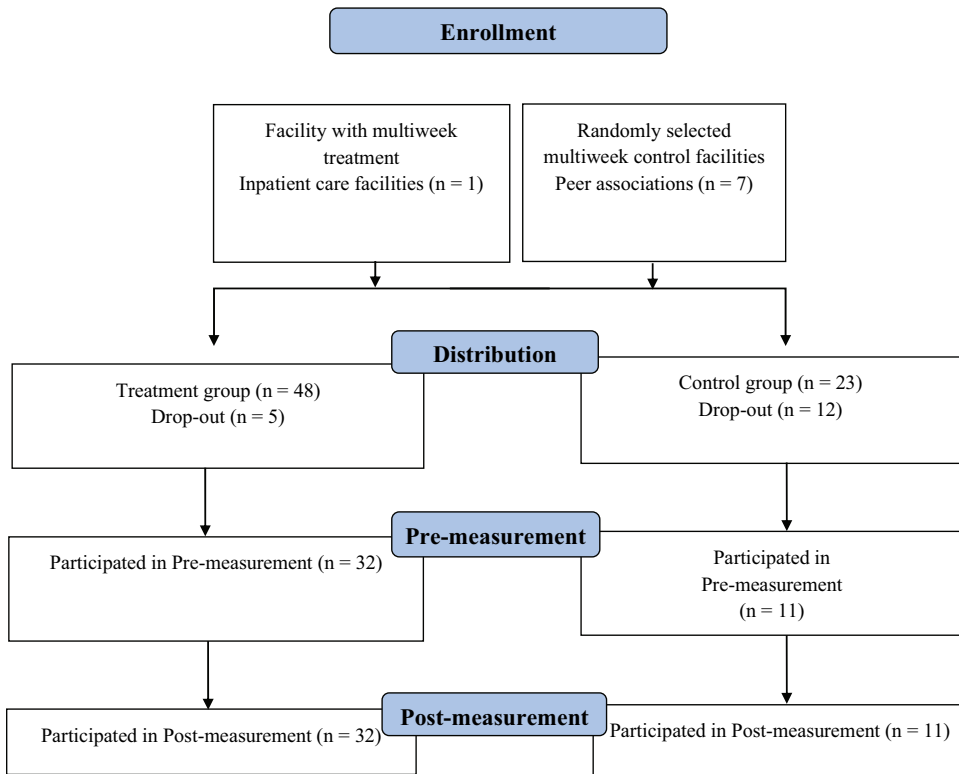 Enrollment
Facility with multiweek
treatment
Inpatient care facilities (n = 1)
Randomly selected
multiweek control facilities
Peer associations (n = 7)
Distribution
Treatment group (n = 48)
Drop-out (n = 5)
Control group (n = 23)
Drop-out (n = 12)
Pre-measurement
Participated in Pre-measurement (n = 32)
Participated in
Pre-measurement
(n = 11)
Post-measurement
Participated in Post-measurement (n = 32)
Participated in Post-measurement (n = 11)